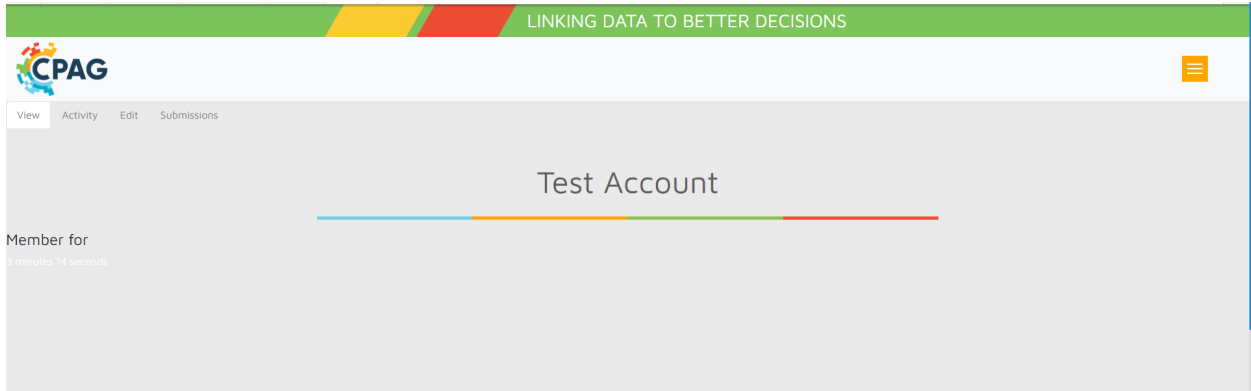 LINKING DATA TO BETTER DECISIONS
CPAG
View Activity Edit Submissions
Test Account
Member for
3 minutes 14 seconds